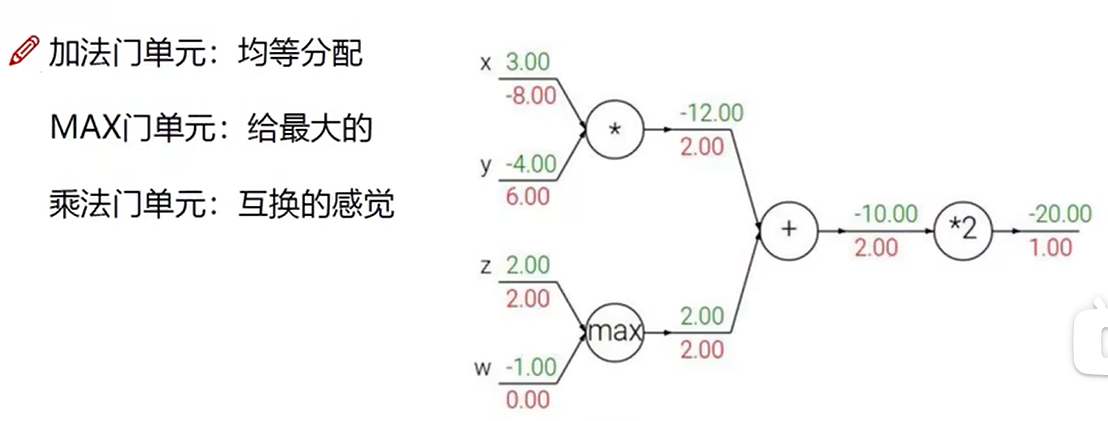 加法门单元：均等分配
MAX门单元：给最大的
乘法门单元：互换的感觉
x 3.00
-8.00
*
-12.00
2.00
y -4.00
6.00
+
-10.00
2.00
*2
-20.00
1.00
z 2.00
2.00
max
2.00
2.00
w -1.00
0.00